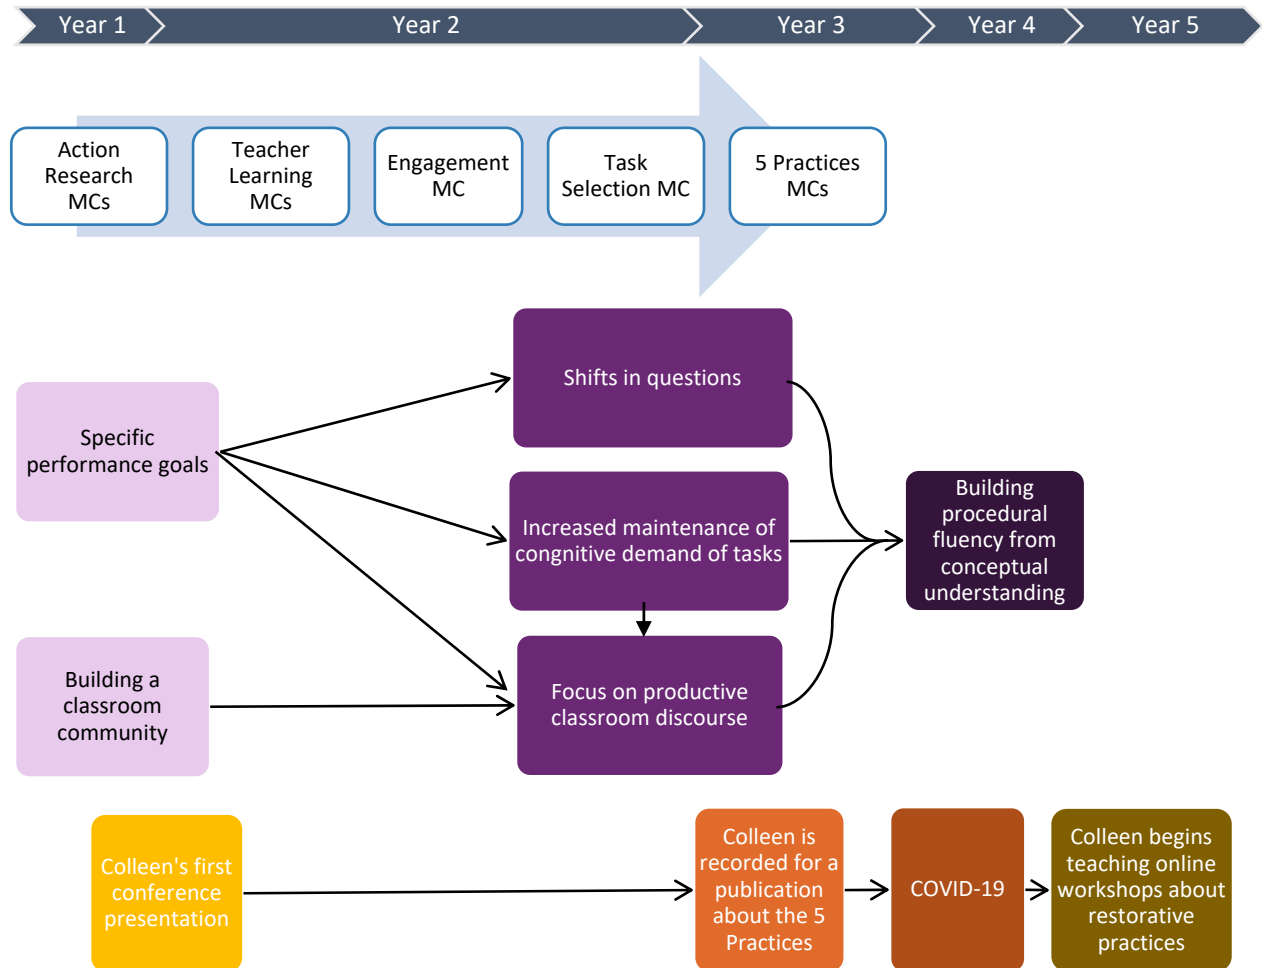 Year 1
Year 2
Year 3
Year 4
Year 5
Action
Research
MCs
Teacher
Learning
MCs
Engagement
MC
Task
Selection MC
5 Practices
MCs
Specific
performance goals
Shifts in questions
Increased maintenance of
congnitive demand of tasks
Building
procedural
fluency from
conceptual
understanding
Building a
classroom
community
Focus on productive
classroom discourse
Colleen's first
conference
presentation
Colleen is
recorded for a
publication
about the 5
Practices
COVID-19
Colleen begins
teaching online
workshops about
restorative
practices